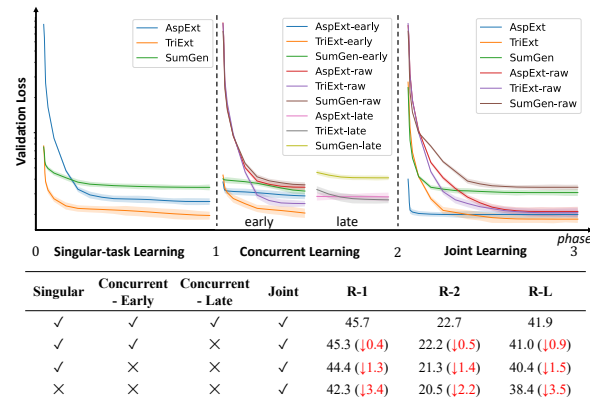 Validation Loss
AspExt
TriExt
SumGen
AspExt-early
TriExt-early
SumGen-early
AspExt-raw
TriExt-raw
SumGen-raw
AspExt-late
TriExt-late
SumGen-late
AspExt
TriExt
SumGen
AspExt-raw
TriExt-raw
SumGen-raw
early late
phase
0 Singular-task Learning 1 Concurrent Learning 2 Joint Learning 3
Singular Concurrent - Early Concurrent - Late Joint R-1 R-2 R-L
✓ ✓ ✓ ✓ 45.7 22.7 41.9
✓ ✓ ✕ ✓ 45.3 (↓0.4) 22.2 (↓0.5) 41.0 (↓0.9)
✓ ✕ ✕ ✓ 44.4 (↓1.3) 21.3 (↓1.4) 40.4 (↓1.5)
✕ ✕ ✕ ✓ 42.3 (↓3.4) 20.5 (↓2.2) 38.4 (↓3.5)